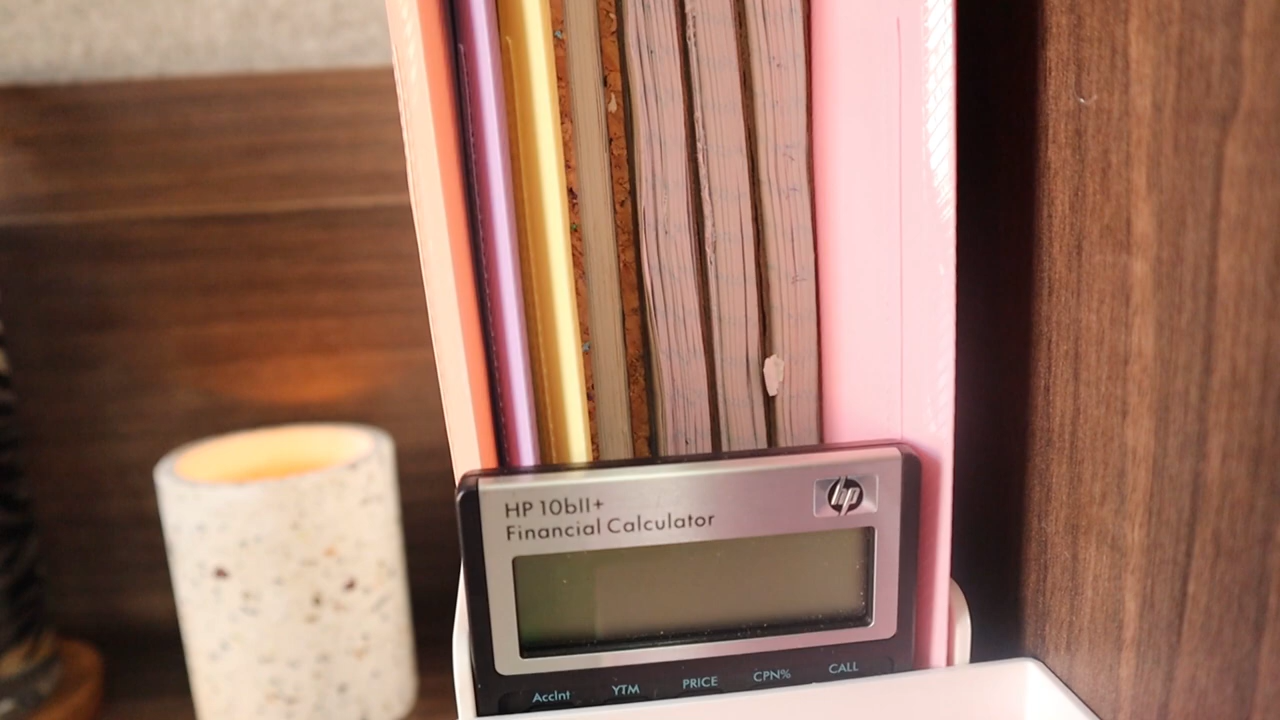 HP 10bII+
Financial Calculator
hp
AccInt YTM PRICE CPN% CALL